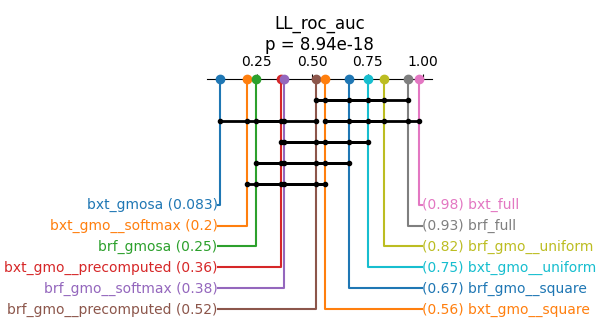 LL_roc_auc
p = 8.94e-18
0.25 0.50 0.75 1.00
bxt_gmosa (0.083) (0.98) bxt_full
bxt_gmo__softmax (0.2) (0.93) brf_full
brf_gmosa (0.25) (0.82) brf_gmo__uniform
bxt_gmo__precomputed (0.36) (0.75) bxt_gmo__uniform
brf_gmo__softmax (0.38) (0.67) brf_gmo__square
brf_gmo__precomputed (0.52) (0.56) bxt_gmo__square